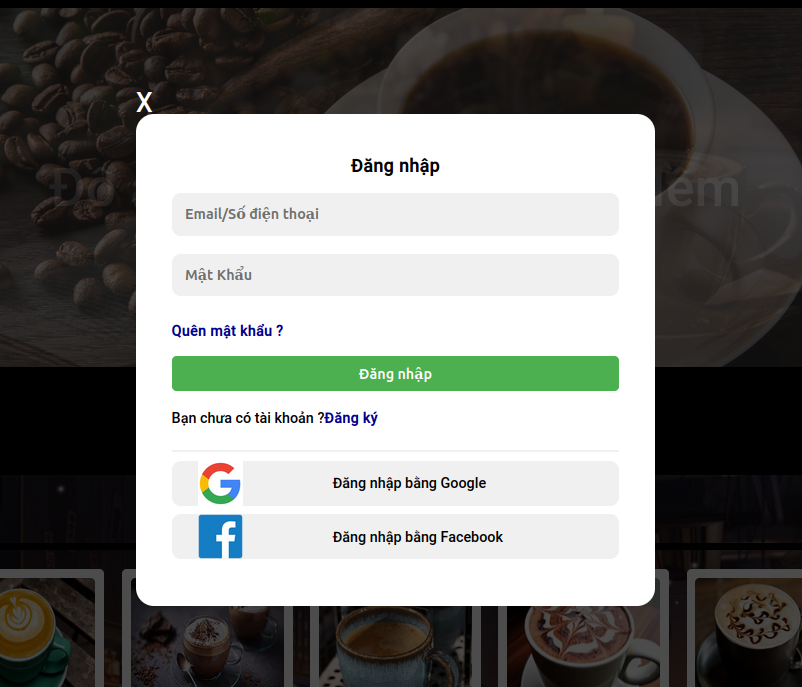 X
Đăng nhập
Email/Số điện thoại
Mật Khẩu
Quên mật khẩu ?
Đăng nhập
Bạn chưa có tài khoản ?Đăng ký
Đăng nhập bằng Google
Đăng nhập bằng Facebook